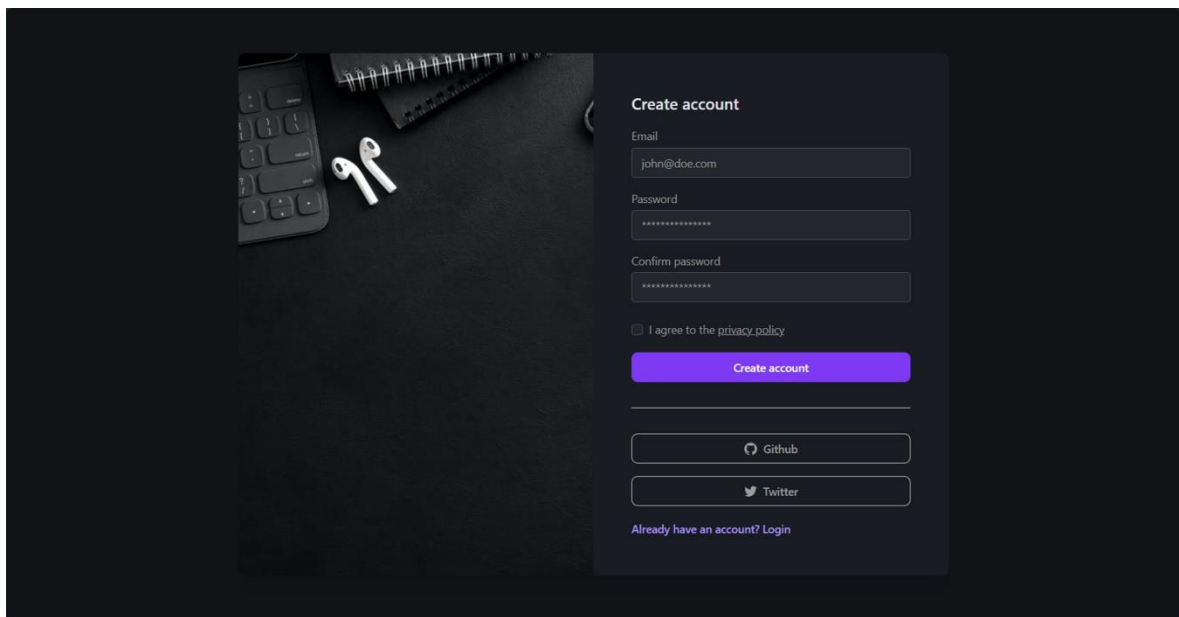 Create account
Email
john@doe.com
Password
***************
Confirm password
***************
I agree to the privacy policy
Create account
Github
Twitter
Already have an account? Login